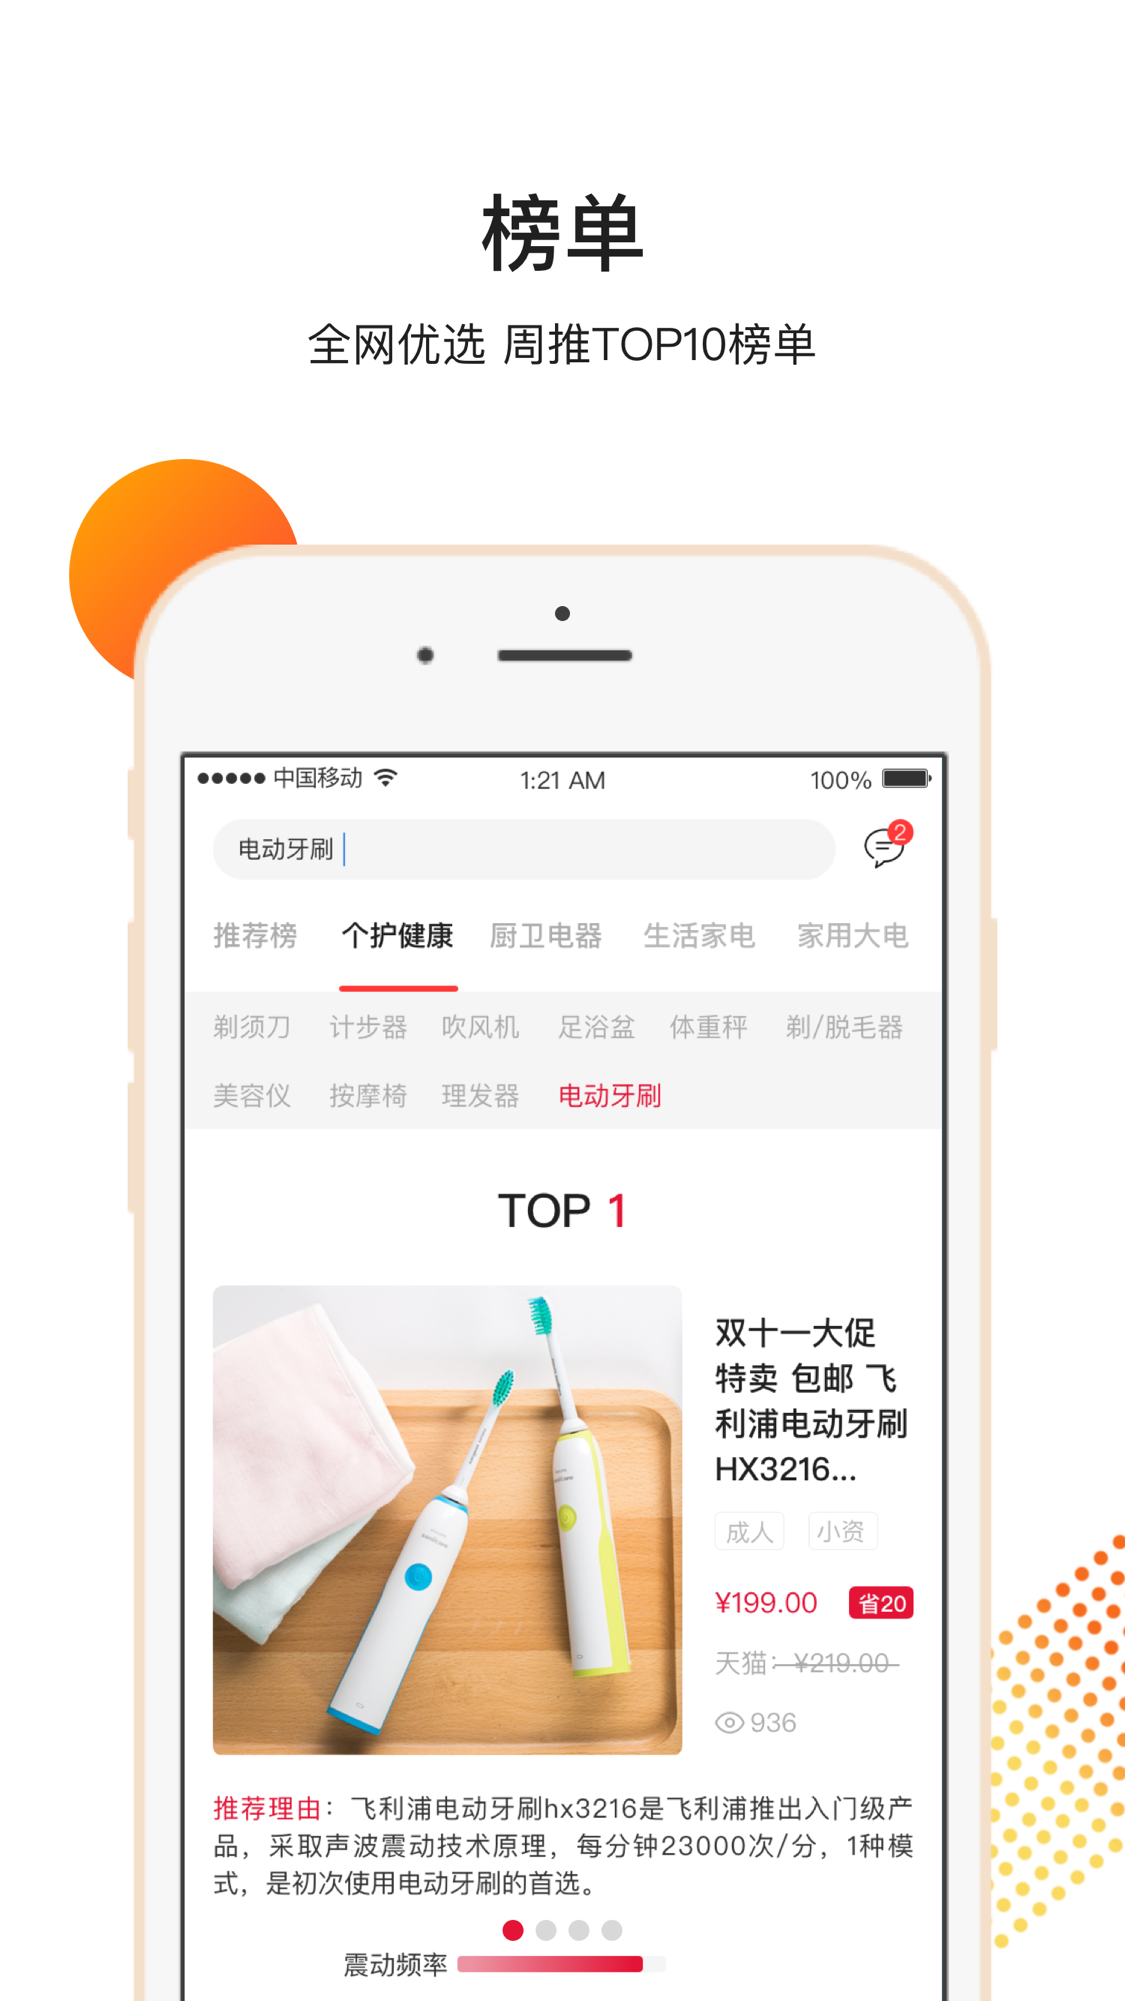 榜单
全网优选 周推TOP10榜单
中国移动 1:21 AM 100%
电动牙刷
2
推荐榜 个护健康 厨卫电器 生活家电 家用大电
剃须刀 计步器 吹风机 足浴盆 体重秤 剃/脱毛器
美容仪 按摩椅 理发器 电动牙刷
TOP 1
双十一大促
特卖 包邮 飞
利浦电动牙刷
HX3216...
成人 小资
¥199.00 省20
天猫: ¥219.00
936
推荐理由：飞利浦电动牙刷hx3216是飞利浦推出入门级产
品，采取声波震动技术原理，每分钟23000次/分，1种模
式，是初次使用电动牙刷的首选。
震动频率